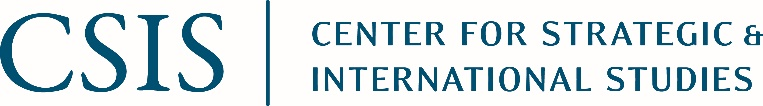 CSIS
CENTER FOR STRATEGIC &
INTERNATIONAL STUDIES